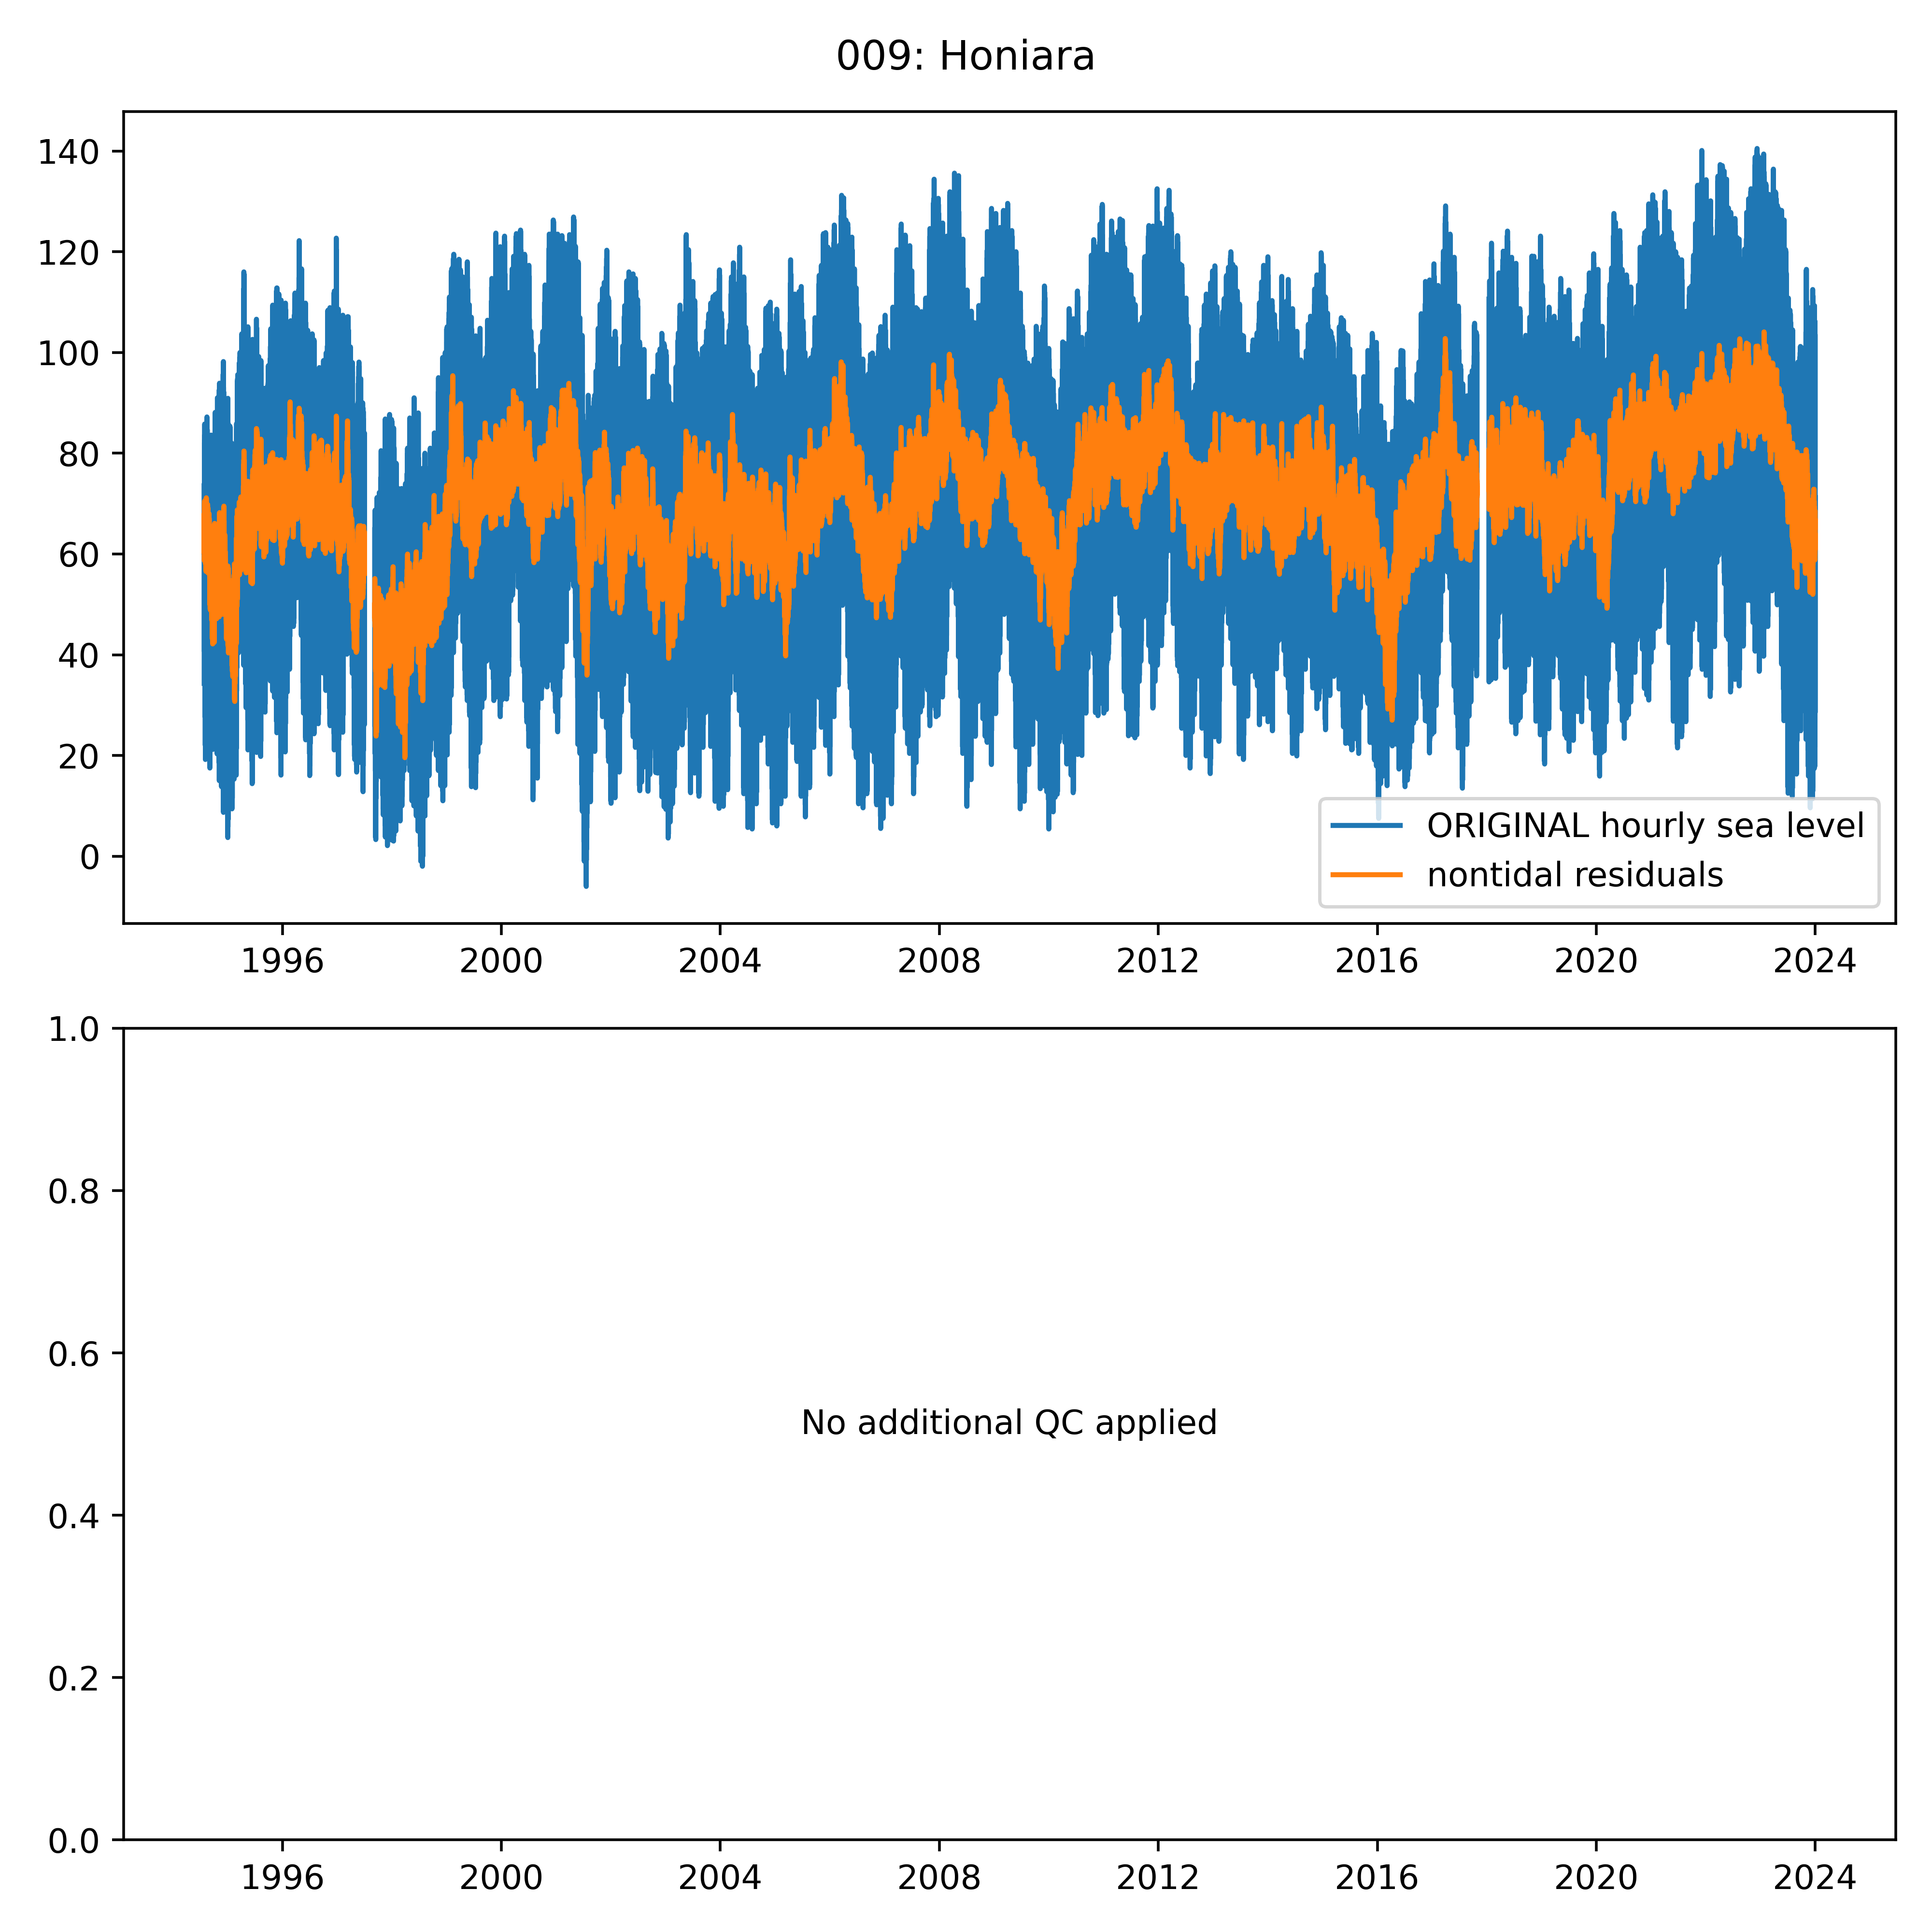 009: Honiara
140
120
100
80
60
40
20
0
ORIGINAL hourly sea level
nontidal residuals
1996 2000 2004 2008 2012 2016 2020 2024
1.0
0.8
0.6
0.4
0.2
0.0
No additional QC applied
1996 2000 2004 2008 2012 2016 2020 2024